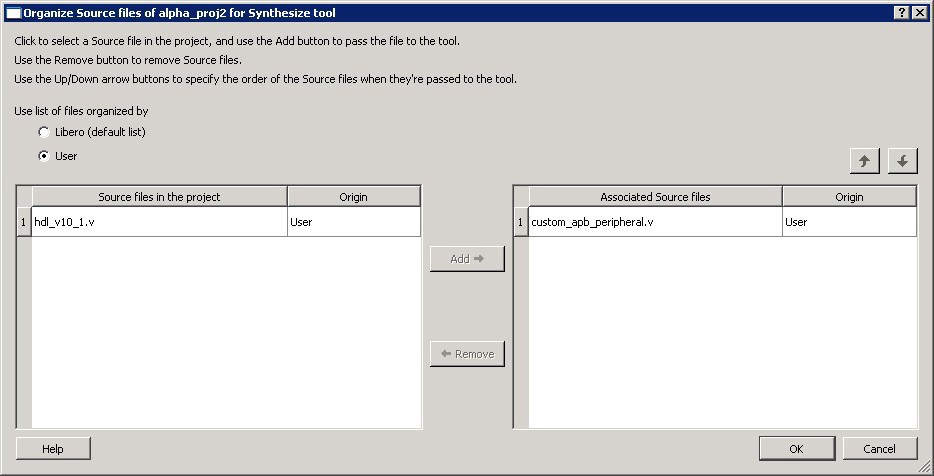 Organize Source files of alpha_proj2 for Synthesize tool
Click to select a Source file in the project, and use the Add button to pass the file to the tool.
Use the Remove button to remove Source files.
Use the Up/Down arrow buttons to specify the order of the Source files when they're passed to the tool.
Use list of files organized by
Libero (default list)
User
Source files in the project Origin
1 hdl_v10_1.v User
Add
Remove
Associated Source files Origin
1 custom_apb_peripheral.v User
Help
OK
Cancel